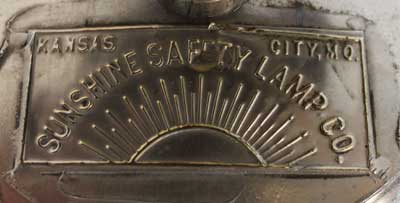 KANSAS CITY, MO.
SUNSHINE SAFETY LAMP CO.